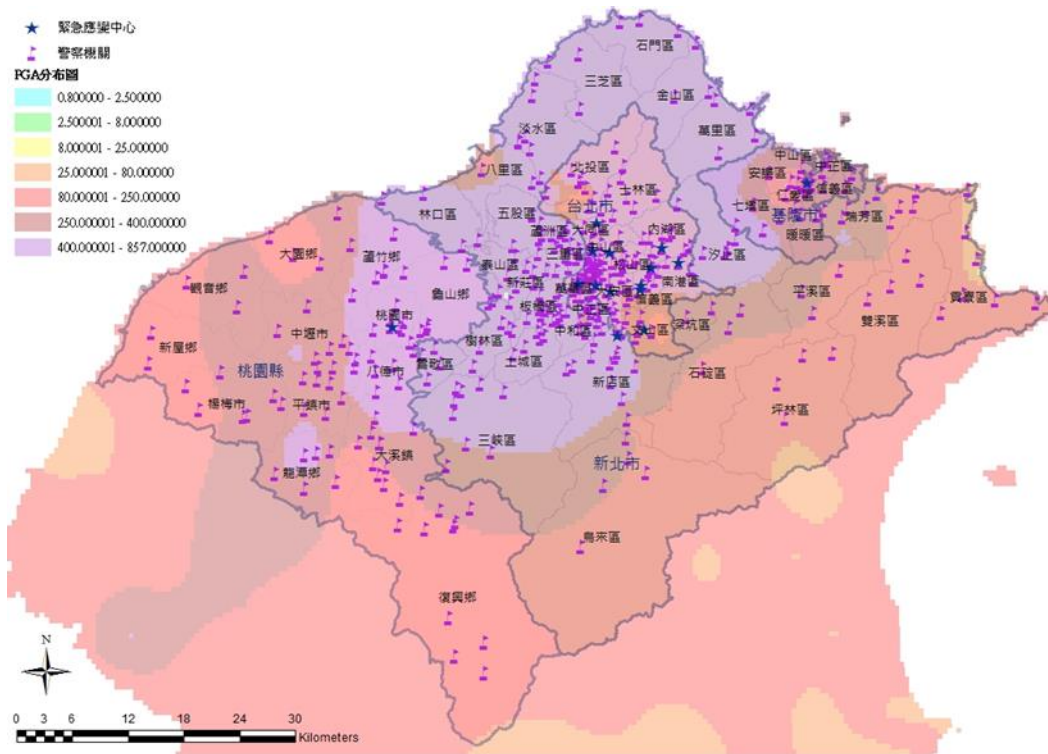 緊急應變中心
警察機關
PGA分布圖
0.800000 - 2.500000
2.500001 - 8.000000
8.000001 - 25.000000
25.000001 - 80.000000
80.000001 - 250.000000
250.000001 - 400.000000
400.000001 - 857.000000
石門區
三芝區
金山區
淡水區
萬里區
中山區
中正區
八里區
北投區
安樂區
士林區
仁愛區
信義區
林口區
五股區
台北市
七堵區
基隆市
瑞芳區
蘆洲區
大同區
內湖區
暖暖區
大園鄉
蘆竹鄉
三重區
中山區
松山區
汐止區
泰山區
觀音鄉
龜山鄉
新莊區
南港區
平溪區
貢寮區
板橋區
中正區
信義區
桃園市
雙溪區
中壢市
中和區
文山區
深坑區
新屋鄉
樹林區
鶯歌區
土城區
桃園縣
八德市
新店區
石碇區
楊梅市
平鎮市
坪林區
三峽區
大溪鎮
新北市
龍潭鄉
烏來區
復興鄉
N
0 3 6 12 18 24 30
Kilometers